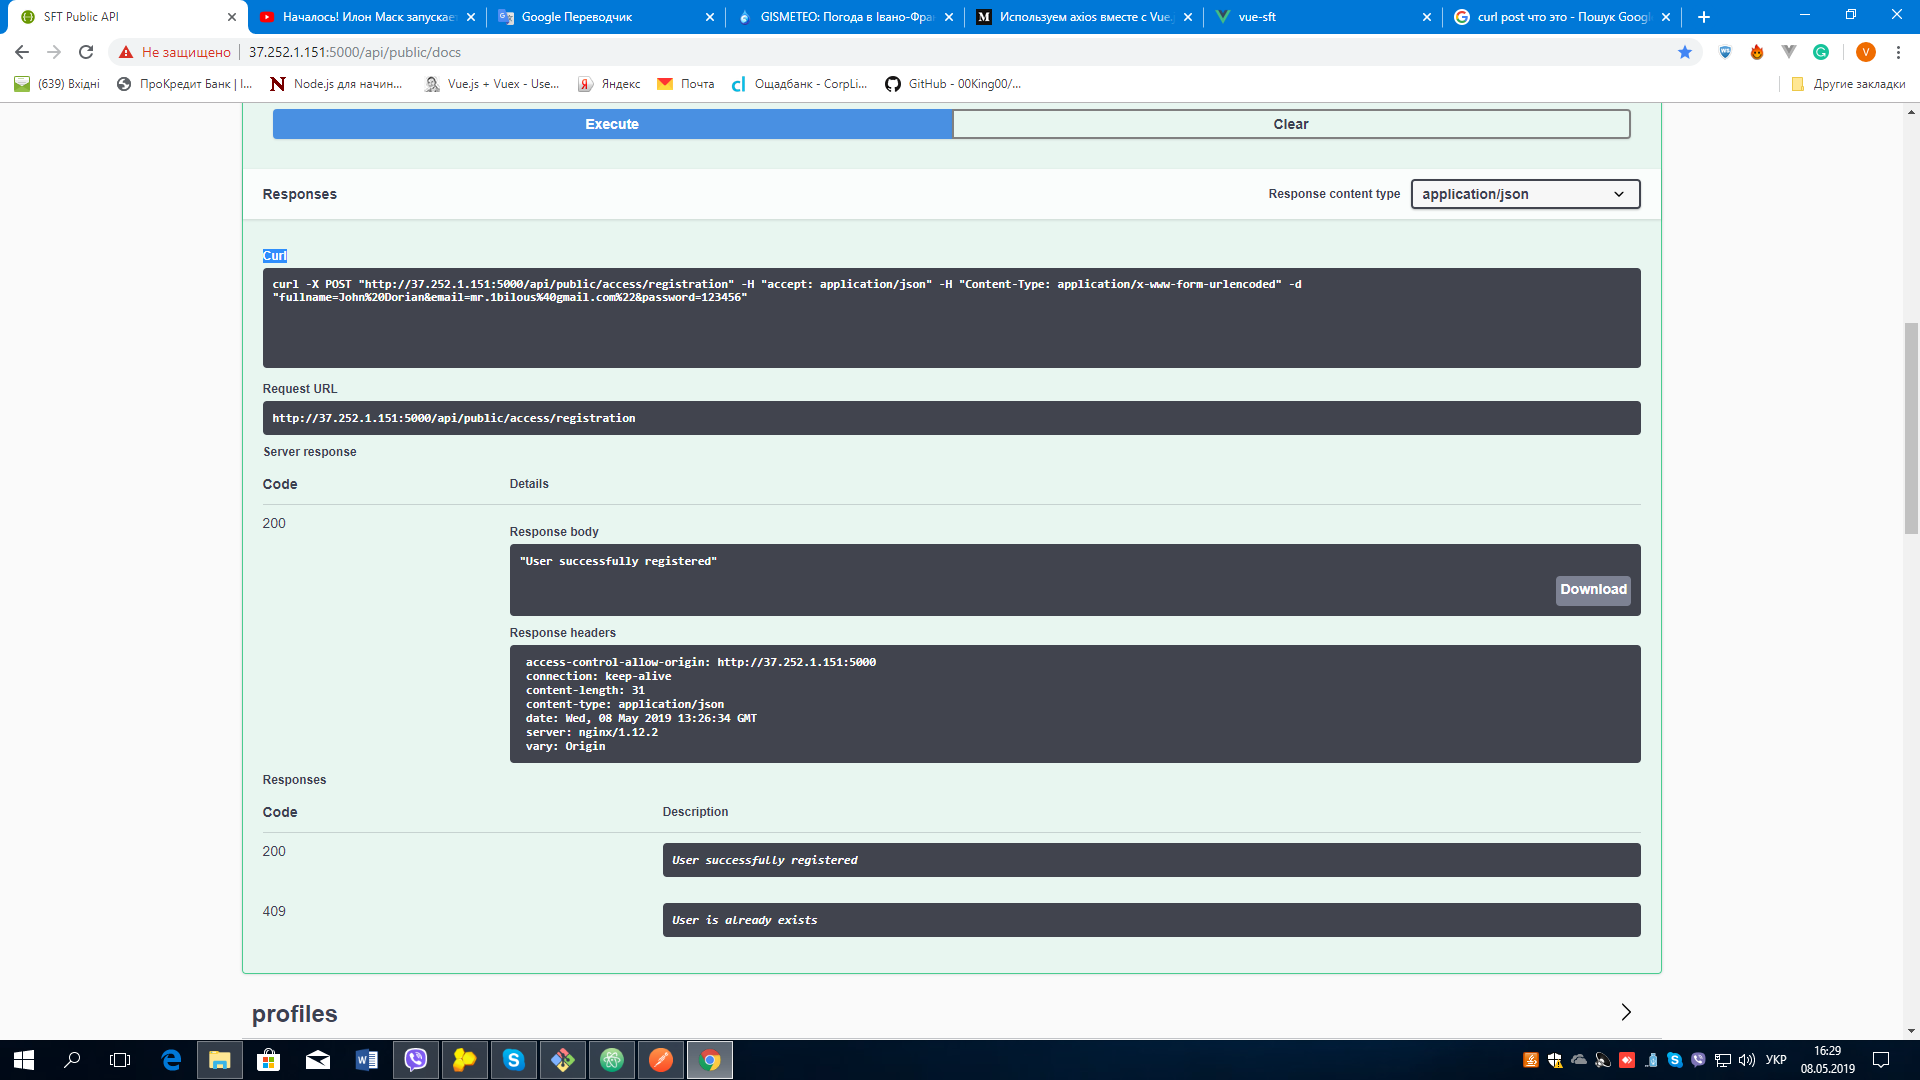 SFT Public API
Началось! Илон Маск запускает
Google Переводчик
GISMETEO: Погода в Івано-Фра
Используем axios вместе с Vue.
vue-sft
curl post что это - Пошук Googl
Не защищено
37.252.1.151:5000/api/public/docs
V
(639) Вхідні
ПроКредит Банк | І...
Node.js для начин...
Vue.js + Vuex - Use...
Яндекс
Почта
Ощадбанк - CorpLi...
GitHub - 00King00/...
Другие закладки
Execute
Clear
Responses
Response content type
application/json
Curl
curl -X POST "http://37.252.1.151:5000/api/public/access/registration" -H "accept: application/json" -H "Content-Type: application/x-www-form-urlencoded" -d
"fullname=John%20Dorian&email=mr.1bilous%40gmail.com%22&password=123456"
Request URL
http://37.252.1.151:5000/api/public/access/registration
Server response
Code
Details
200
Response body
"User successfully registered"
Download
Response headers
access-control-allow-origin: http://37.252.1.151:5000
connection: keep-alive
content-length: 31
content-type: application/json
date: Wed, 08 May 2019 13:26:34 GMT
server: nginx/1.12.2
vary: Origin
Responses
Code
Description
200
User successfully registered
409
User is already exists
profiles
УКР
16:29
08.05.2019